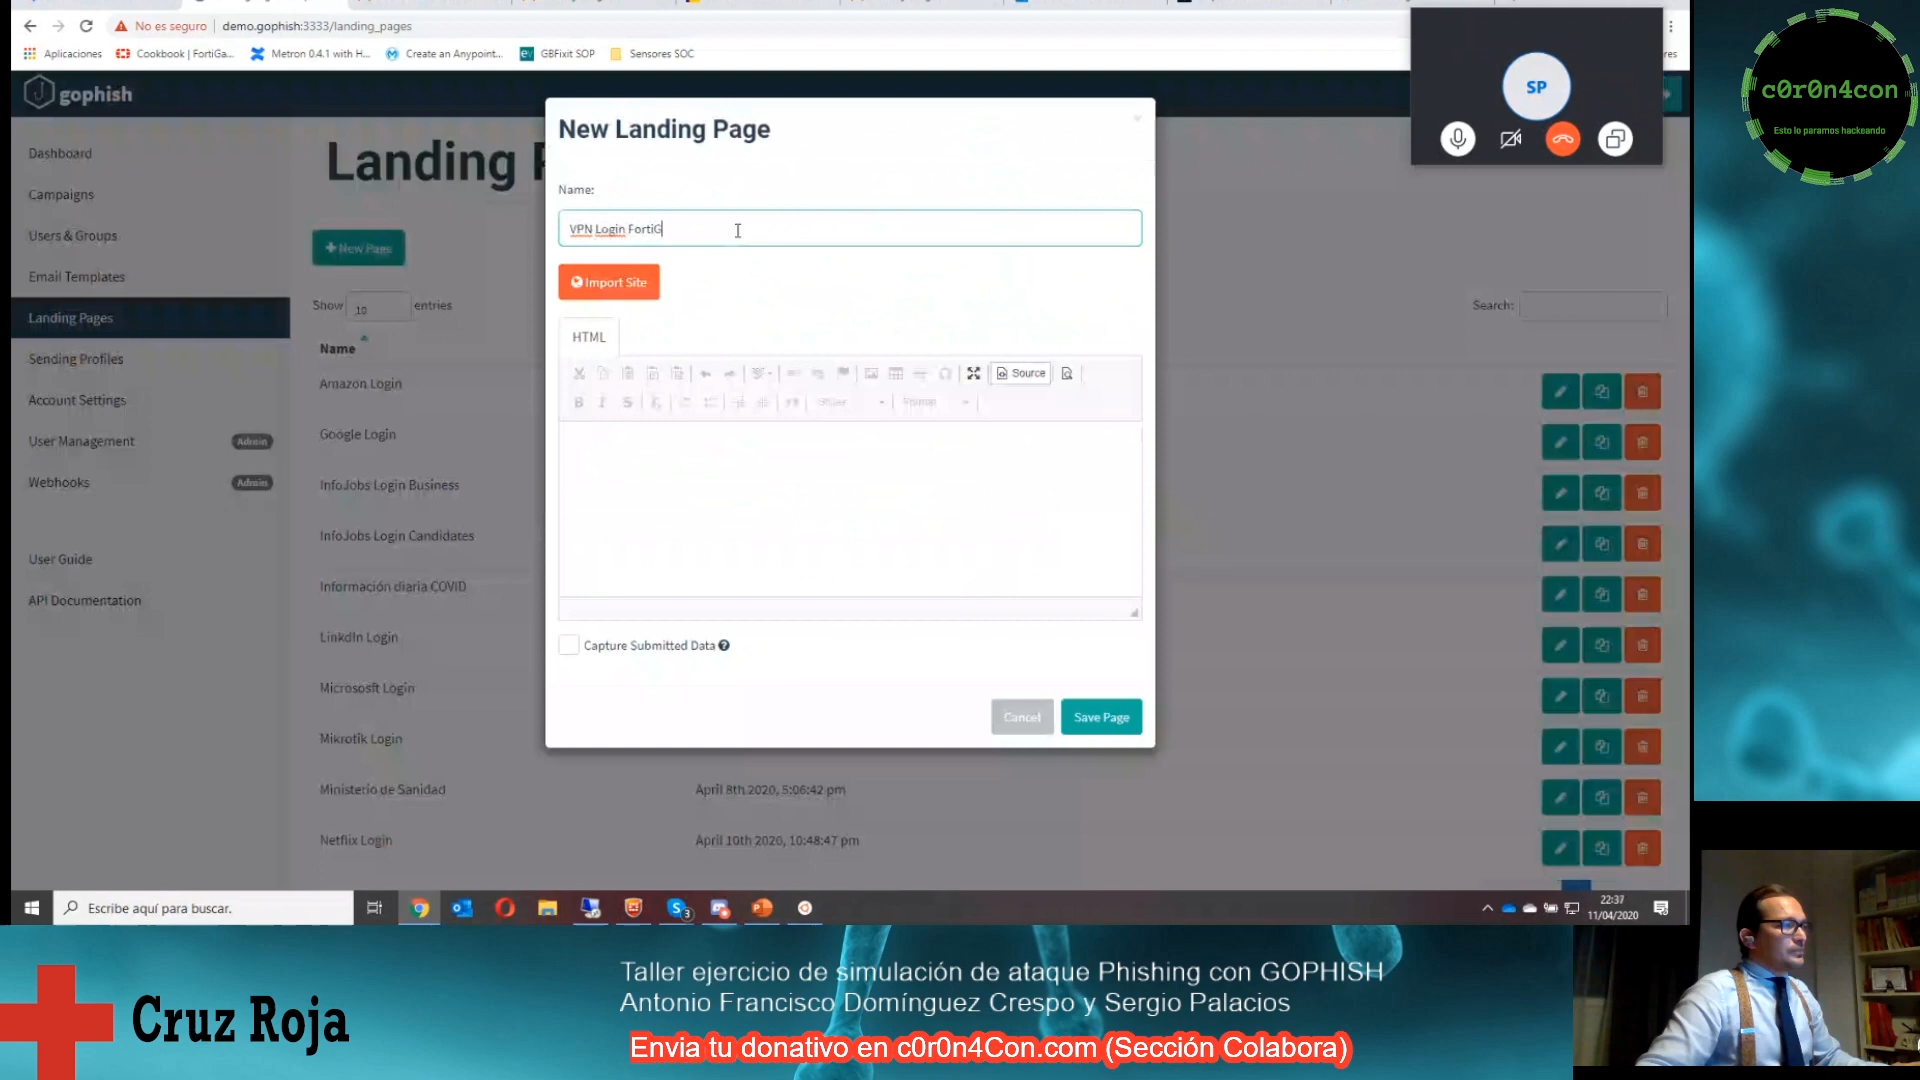 No es seguro
demo.gophish:3333/landing_pages
Aplicaciones
Cookbook | FortiGa...
Metron 0.4.1 with H...
Create an Anypoint...
GBFixit SOP
Sensores SOC
gophish
Dashboard
Campaigns
Users & Groups
Email Templates
Landing Pages
Sending Profiles
Account Settings
User Management Admin
Webhooks Admin
User Guide
API Documentation
Landing P
New Page
Show 10 entries
Search:
Name
Amazon Login
Google Login
InfoJobs Login Business
InfoJobs Login Candidates
Información diaria COVID
LinkdIn Login
Micrososft Login
Mikrotik Login
Ministerio de Sanidad April 8th 2020, 5:06:42 pm
Netflix Login April 10th 2020, 10:48:47 pm
New Landing Page
Name:
VPN Login FortiG
Import Site
HTML
Source
Capture Submitted Data
Cancel
Save Page
SP
c0r0n4con
Esto lo paramos hackeando
Escribe aquí para buscar.
22:37
11/04/2020
Cruz Roja
Taller ejercicio de simulación de ataque Phishing con GOPHISH
Antonio Francisco Domínguez Crespo y Sergio Palacios
Envia tu donativo en c0r0n4Con.com (Sección Colabora)